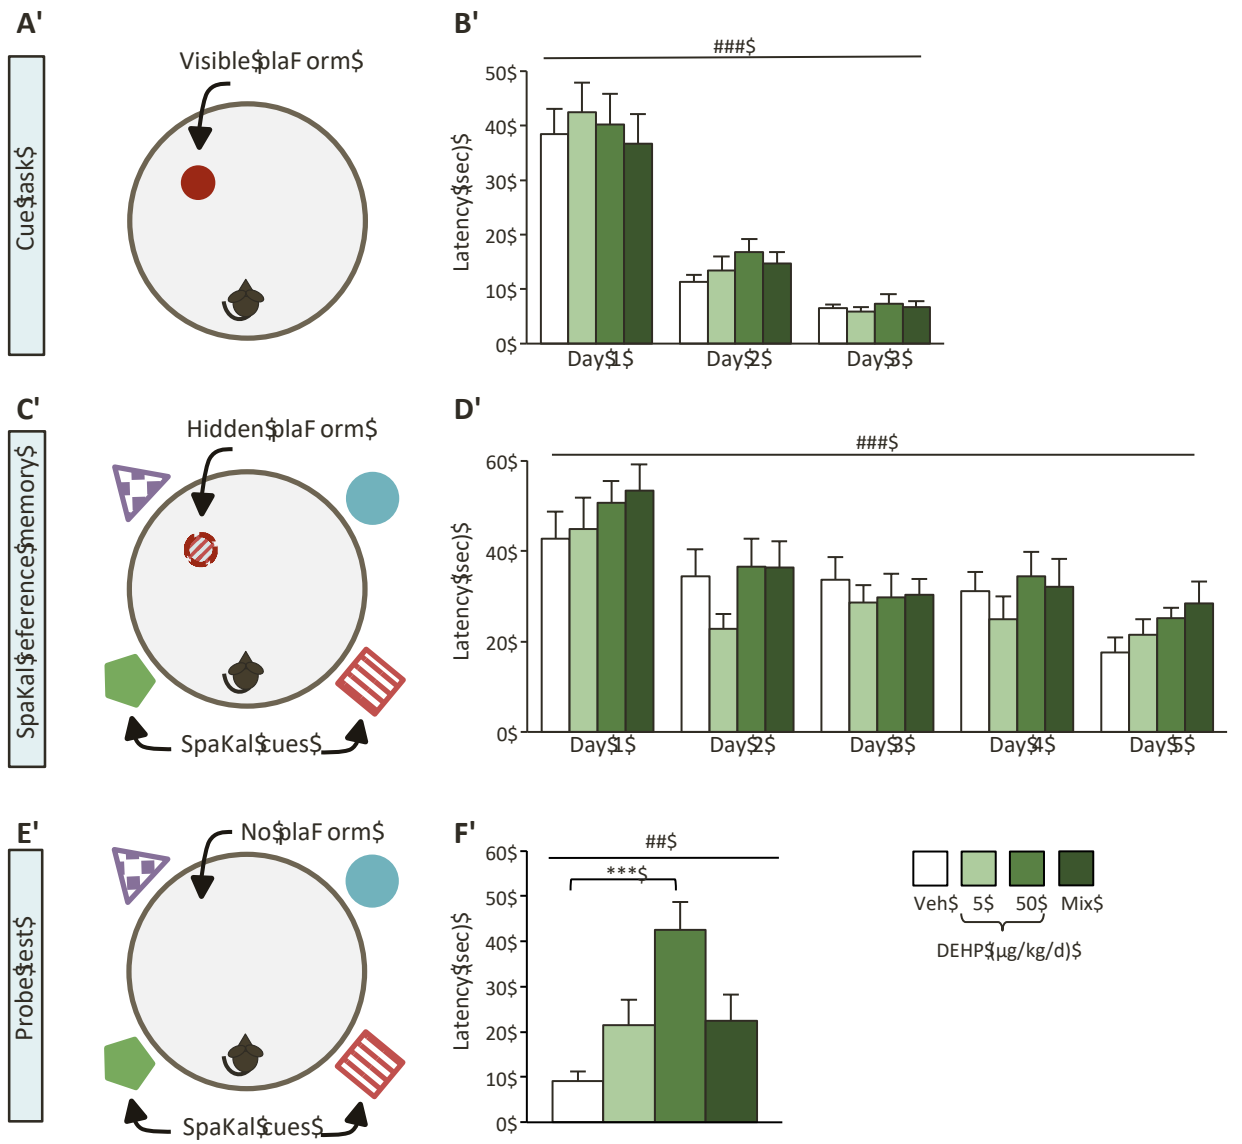 A'
B'
Cue$task$
Visible$plaF orm$
###$
Latency$(sec)$
50$
40$
30$
20$
10$
0$
Day$1$
Day$2$
Day$3$
C'
D'
SpaKal$reference$memory$
Hidden$plaF orm$
SpaKal$cues$
###$
Latency$(sec)$
60$
40$
20$
0$
Day$1$
Day$2$
Day$3$
Day$4$
Day$5$
E'
F'
Probe$test$
No$plaF orm$
SpaKal$cues$
##$
***$
Latency$(sec)$
60$
50$
40$
30$
20$
10$
0$
Veh$ 5$ 50$ Mix$
DEHP$(µg/kg/d)$